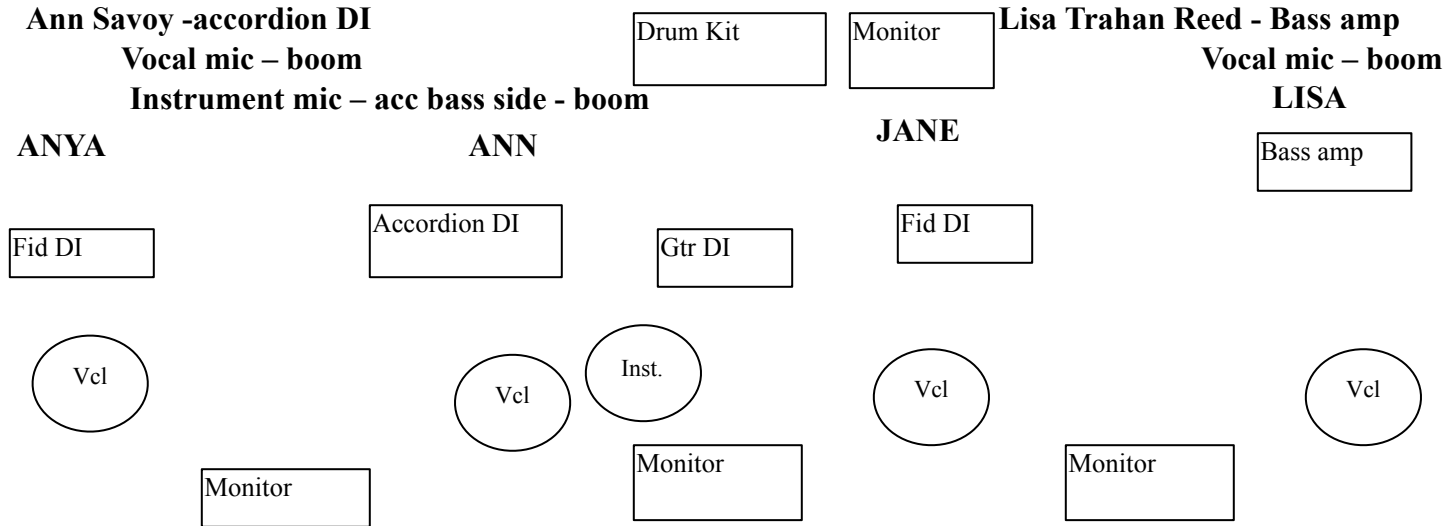 Ann Savoy -accordion DI
Vocal mic – boom
Instrument mic – acc bass side - boom
Drum Kit
Monitor
Lisa Trahan Reed - Bass amp
Vocal mic – boom
LISA
ANYA
ANN
JANE
Bass amp
Fid DI
Accordion DI
Gtr DI
Fid DI
Vcl
Vcl
Inst.
Vcl
Vcl
Monitor
Monitor
Monitor